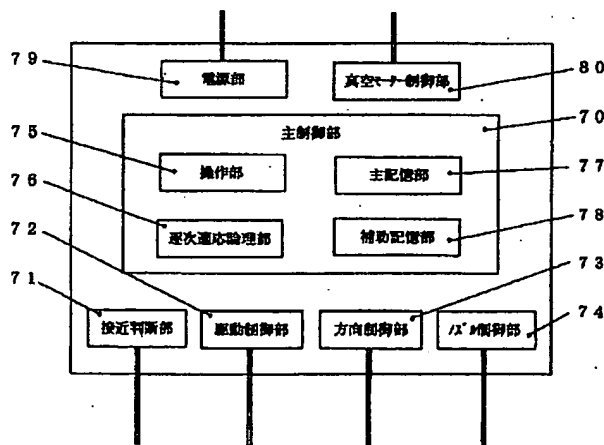 79
電源部
真空モーター制御部
80
75
主制御部
70
操作部
主記憶部
77
76
逐次適応論理部
補助記憶部
78
72
73
71
接近判断部
駆動制御部
方向制御部
ノズル制御部
74